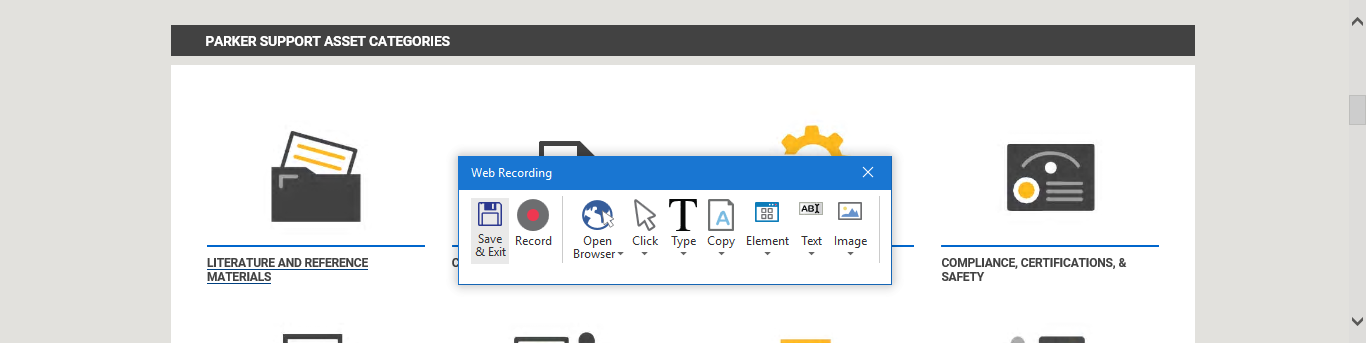 PARKER SUPPORT ASSET CATEGORIES
Web Recording
Save
& Exit
Record
Open
Browser
Click
Type
Copy
Element
Text
Image
A
AB
LITERATURE AND REFERENCE
MATERIALS
COMPLIANCE, CERTIFICATIONS, &
SAFETY